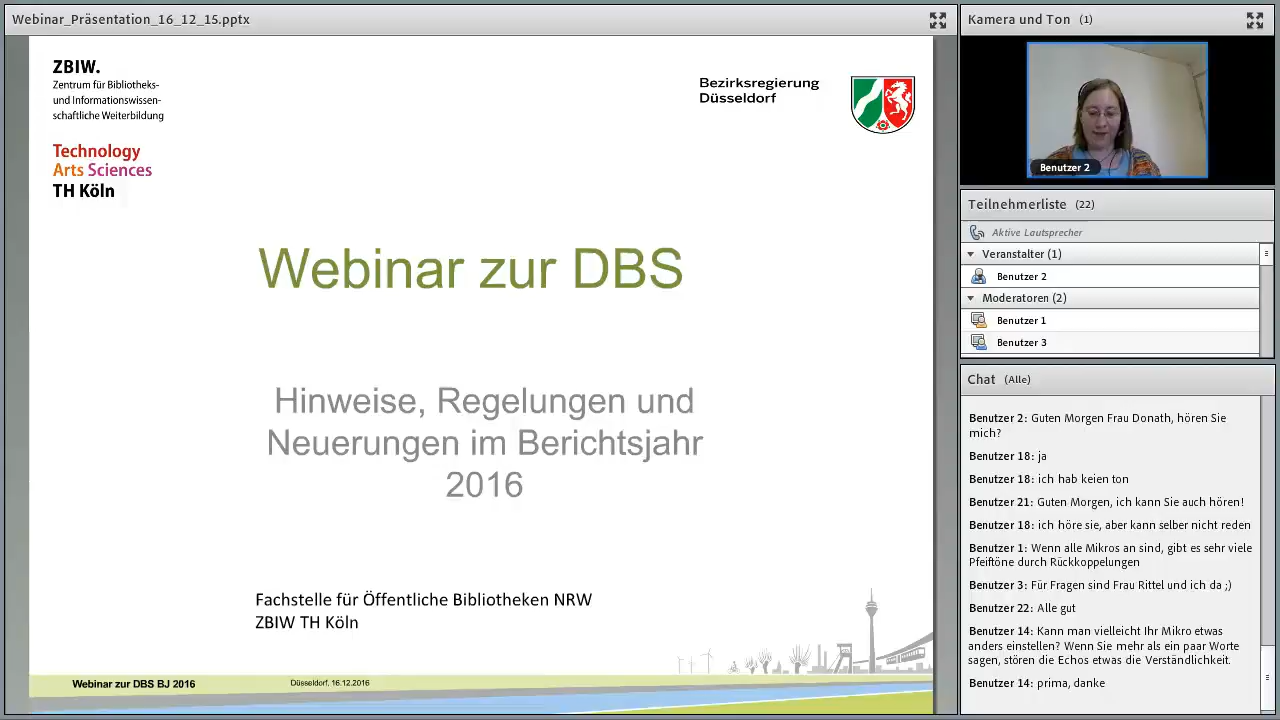 Webinar_Präsentation_16_12_15.pptx
ZBIW.
Zentrum für Bibliotheks-
und Informationswissen-
schaftliche Weiterbildung
Technology
Arts Sciences
TH Köln
Bezirksregierung
Düsseldorf
Webinar zur DBS
Hinweise, Regelungen und
Neuerungen im Berichtsjahr
2016
Fachstelle für Öffentliche Bibliotheken NRW
ZBIW TH Köln
Webinar zur DBS BJ 2016
Düsseldorf, 16.12.2016
Kamera und Ton (1)
Benutzer 2
Teilnehmerliste (22)
Aktive Lautsprecher
Veranstalter (1)
Benutzer 2
Moderatoren (2)
Benutzer 1
Benutzer 3
Chat (Alle)
Benutzer 2: Guten Morgen Frau Donath, hören Sie
mich?
Benutzer 18: ja
Benutzer 18: ich hab keien ton
Benutzer 21: Guten Morgen, ich kann Sie auch hören!
Benutzer 18: ich höre sie, aber kann selber nicht reden
Benutzer 1: Wenn alle Mikros an sind, gibt es sehr viele
Pfeiftöne durch Rückkoppelungen
Benutzer 3: Für Fragen sind Frau Rittel und ich da ;)
Benutzer 22: Alle gut
Benutzer 14: Kann man vielleicht Ihr Mikro etwas
anders einstellen? Wenn Sie mehr als ein paar Worte
sagen, stören die Echos etwas die Verständlichkeit.
Benutzer 14: prima, danke